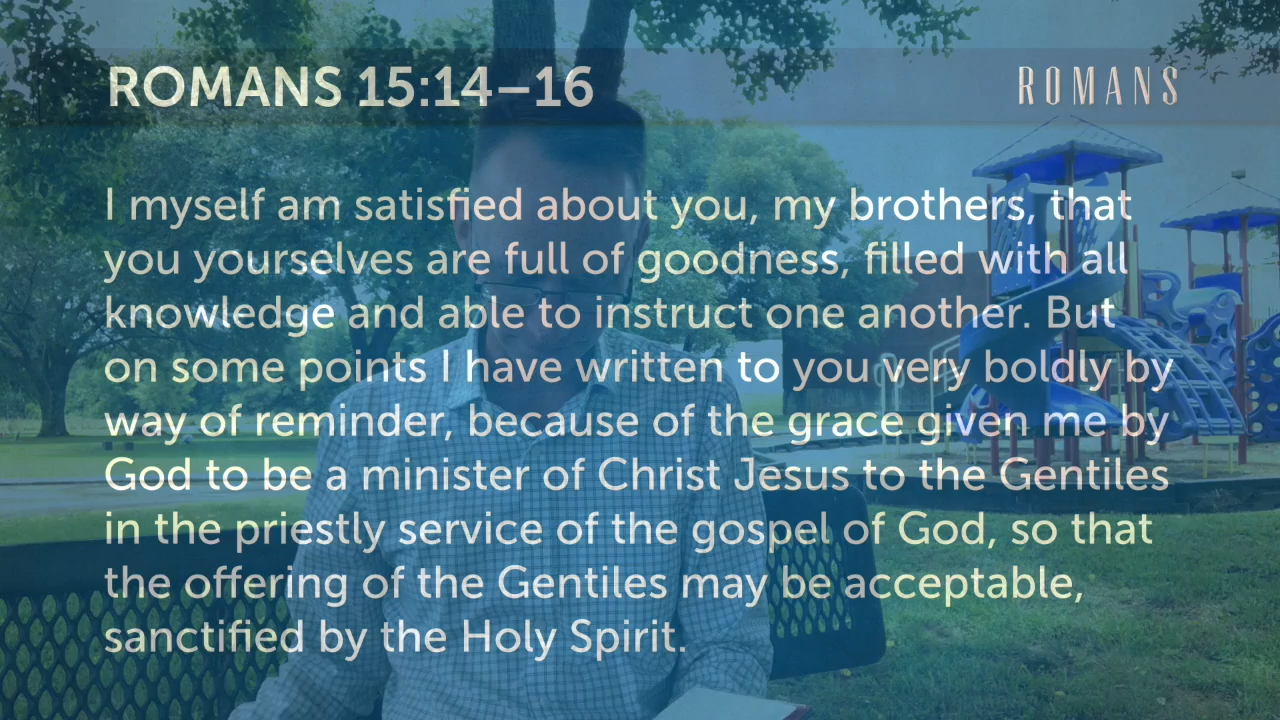 ROMANS 15:14–16
ROMANS
I myself am satisfied about you, my brothers, that
you yourselves are full of goodness, filled with all
knowledge and able to instruct one another. But
on some points I have written to you very boldly by
way of reminder, because of the grace given me by
God to be a minister of Christ Jesus to the Gentiles
in the priestly service of the gospel of God, so that
the offering of the Gentiles may be acceptable,
sanctified by the Holy Spirit.